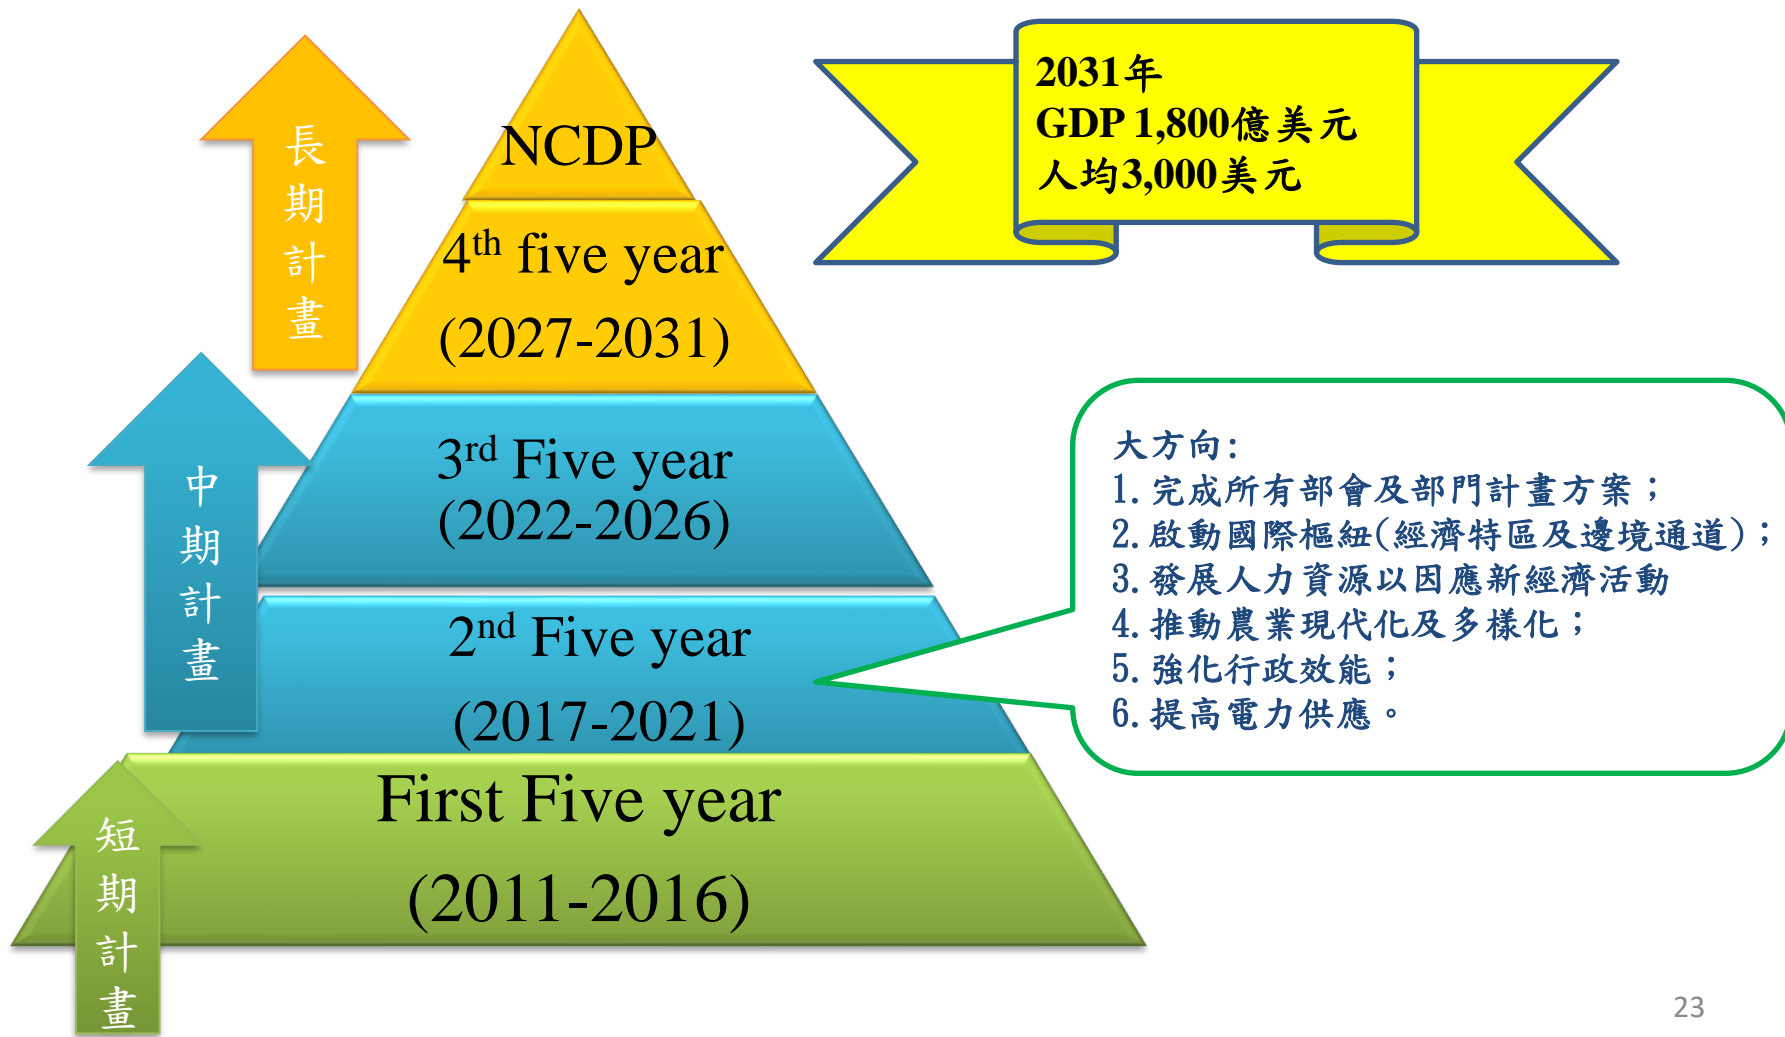 長
期
計
畫
中
期
計
畫
短
期
計
畫
NCDP
4th five year
(2027-2031)
3rd Five year
(2022-2026)
2nd Five year
(2017-2021)
First Five year
(2011-2016)
2031年
GDP 1,800億美元
人均3,000美元
大方向:
1.完成所有部會及部門計畫方案；
2.啟動國際樞紐(經濟特區及邊境通道)；
3.發展人力資源以因應新經濟活動
4.推動農業現代化及多樣化；
5.強化行政效能；
6.提高電力供應。
23